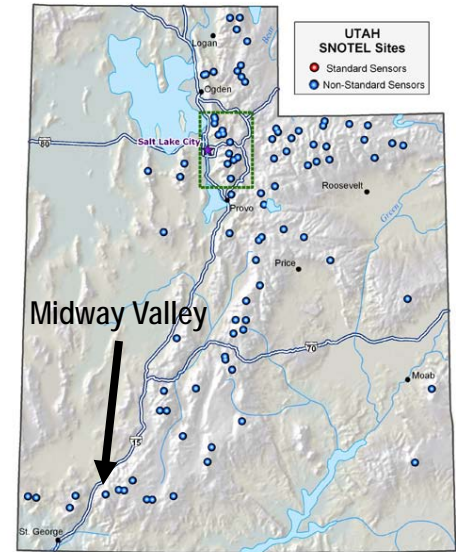 UTAH
SNOTEL Sites
Standard Sensors
Non-Standard Sensors
Logan
Bear
Ogden
80
Salt Lake City
Roosevelt
Provo
Green
Price
Midway Valley
70
Moab
15
St. George